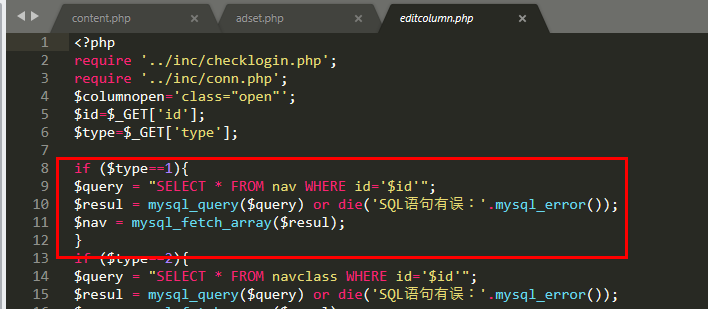 content.php × adset.php × editcolumn.php ×
1 <?php
2 require '../inc/checklogin.php';
3 require '../inc/conn.php';
4 $columnopen='class="open"';
5 $id=$_GET['id'];
6 $type=$_GET['type'];
7
8 if ($type==1){
9 $query = "SELECT * FROM nav WHERE id='$id'";
10 $resul = mysql_query($query) or die('SQL语句有误：'.mysql_error());
11 $nav = mysql_fetch_array($resul);
12 }
13 if ($type==2){
14 $query = "SELECT * FROM navclass WHERE id='$id'";
15 $resul = mysql_query($query) or die('SQL语句有误：'.mysql_error());